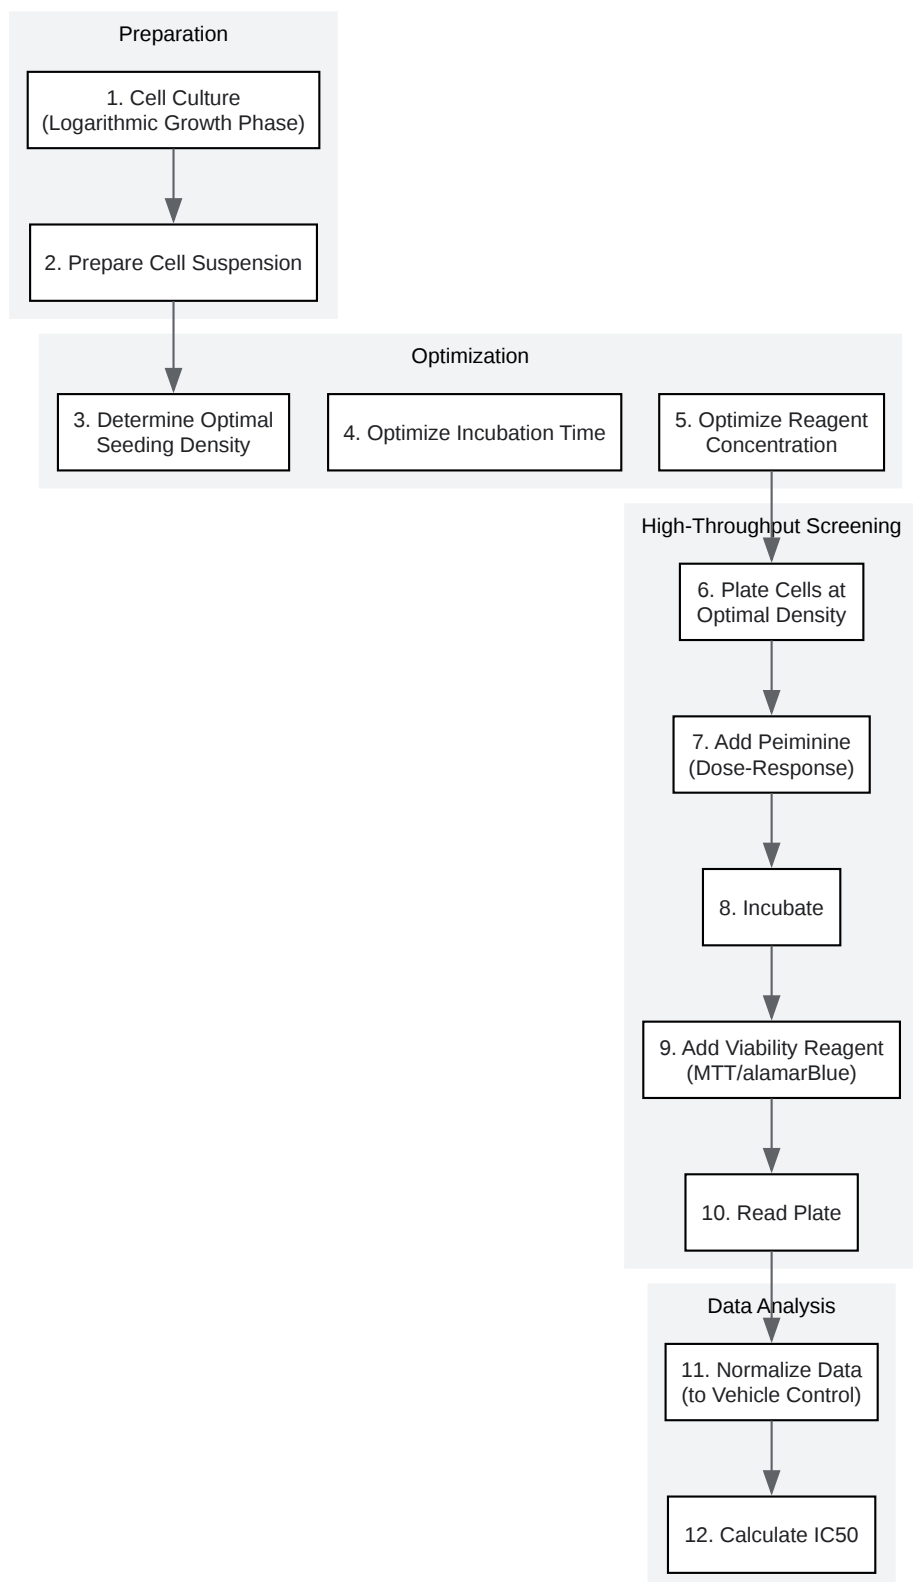 Preparation
1. Cell Culture
(Logarithmic Growth Phase)
2. Prepare Cell Suspension
Optimization
3. Determine Optimal
Seeding Density
4. Optimize Incubation Time
5. Optimize Reagent
Concentration
High-Throughput Screening
6. Plate Cells at
Optimal Density
7. Add Peiminine
(Dose-Response)
8. Incubate
9. Add Viability Reagent
(MTT/alamarBlue)
10. Read Plate
Data Analysis
11. Normalize Data
(to Vehicle Control)
12. Calculate IC50